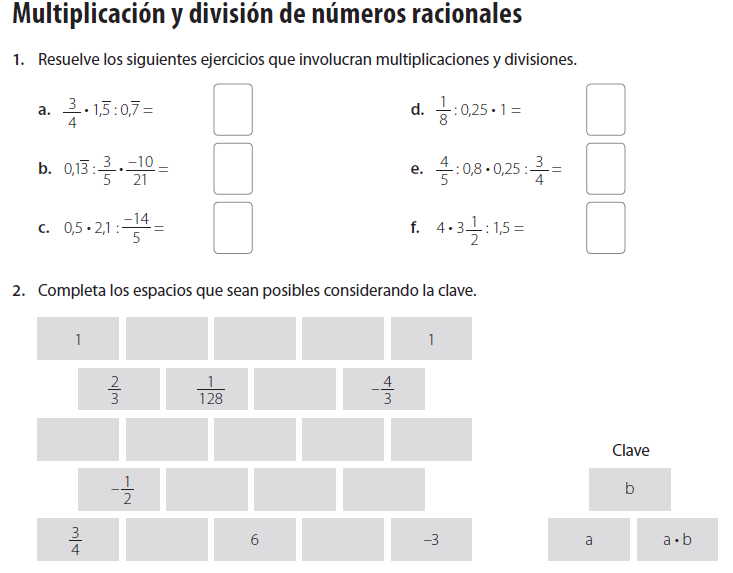 Multiplicación y división de números racionales
1. Resuelve los siguientes ejercicios que involucran multiplicaciones y divisiones.
a. 3/4 • 1,5̅ : 0,7̅ =
d. 1/8 : 0,25 • 1 =
b. 0,13̅ : 3/5 • –10/21 =
e. 4/5 : 0,8 • 0,25 : 3/4 =
c. 0,5 • 2,1 : –14/5 =
f. 4 • 3 1/2 : 1,5 =
2. Completa los espacios que sean posibles considerando la clave.
1 1
2/3 1/128 –4/3
Clave
–1/2 b
3/4 6 –3 a a • b